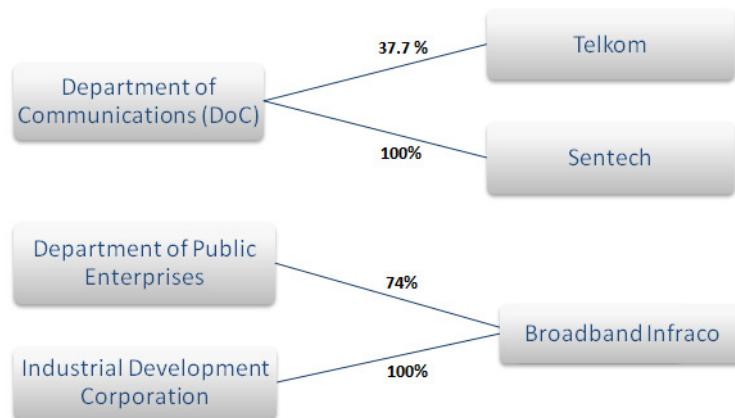 37.7 %
Telkom
Department of
Communications (DoC)
100%
Sentech
Department of Public
Enterprises
74%
Broadband Infraco
Industrial Development
Corporation
100%